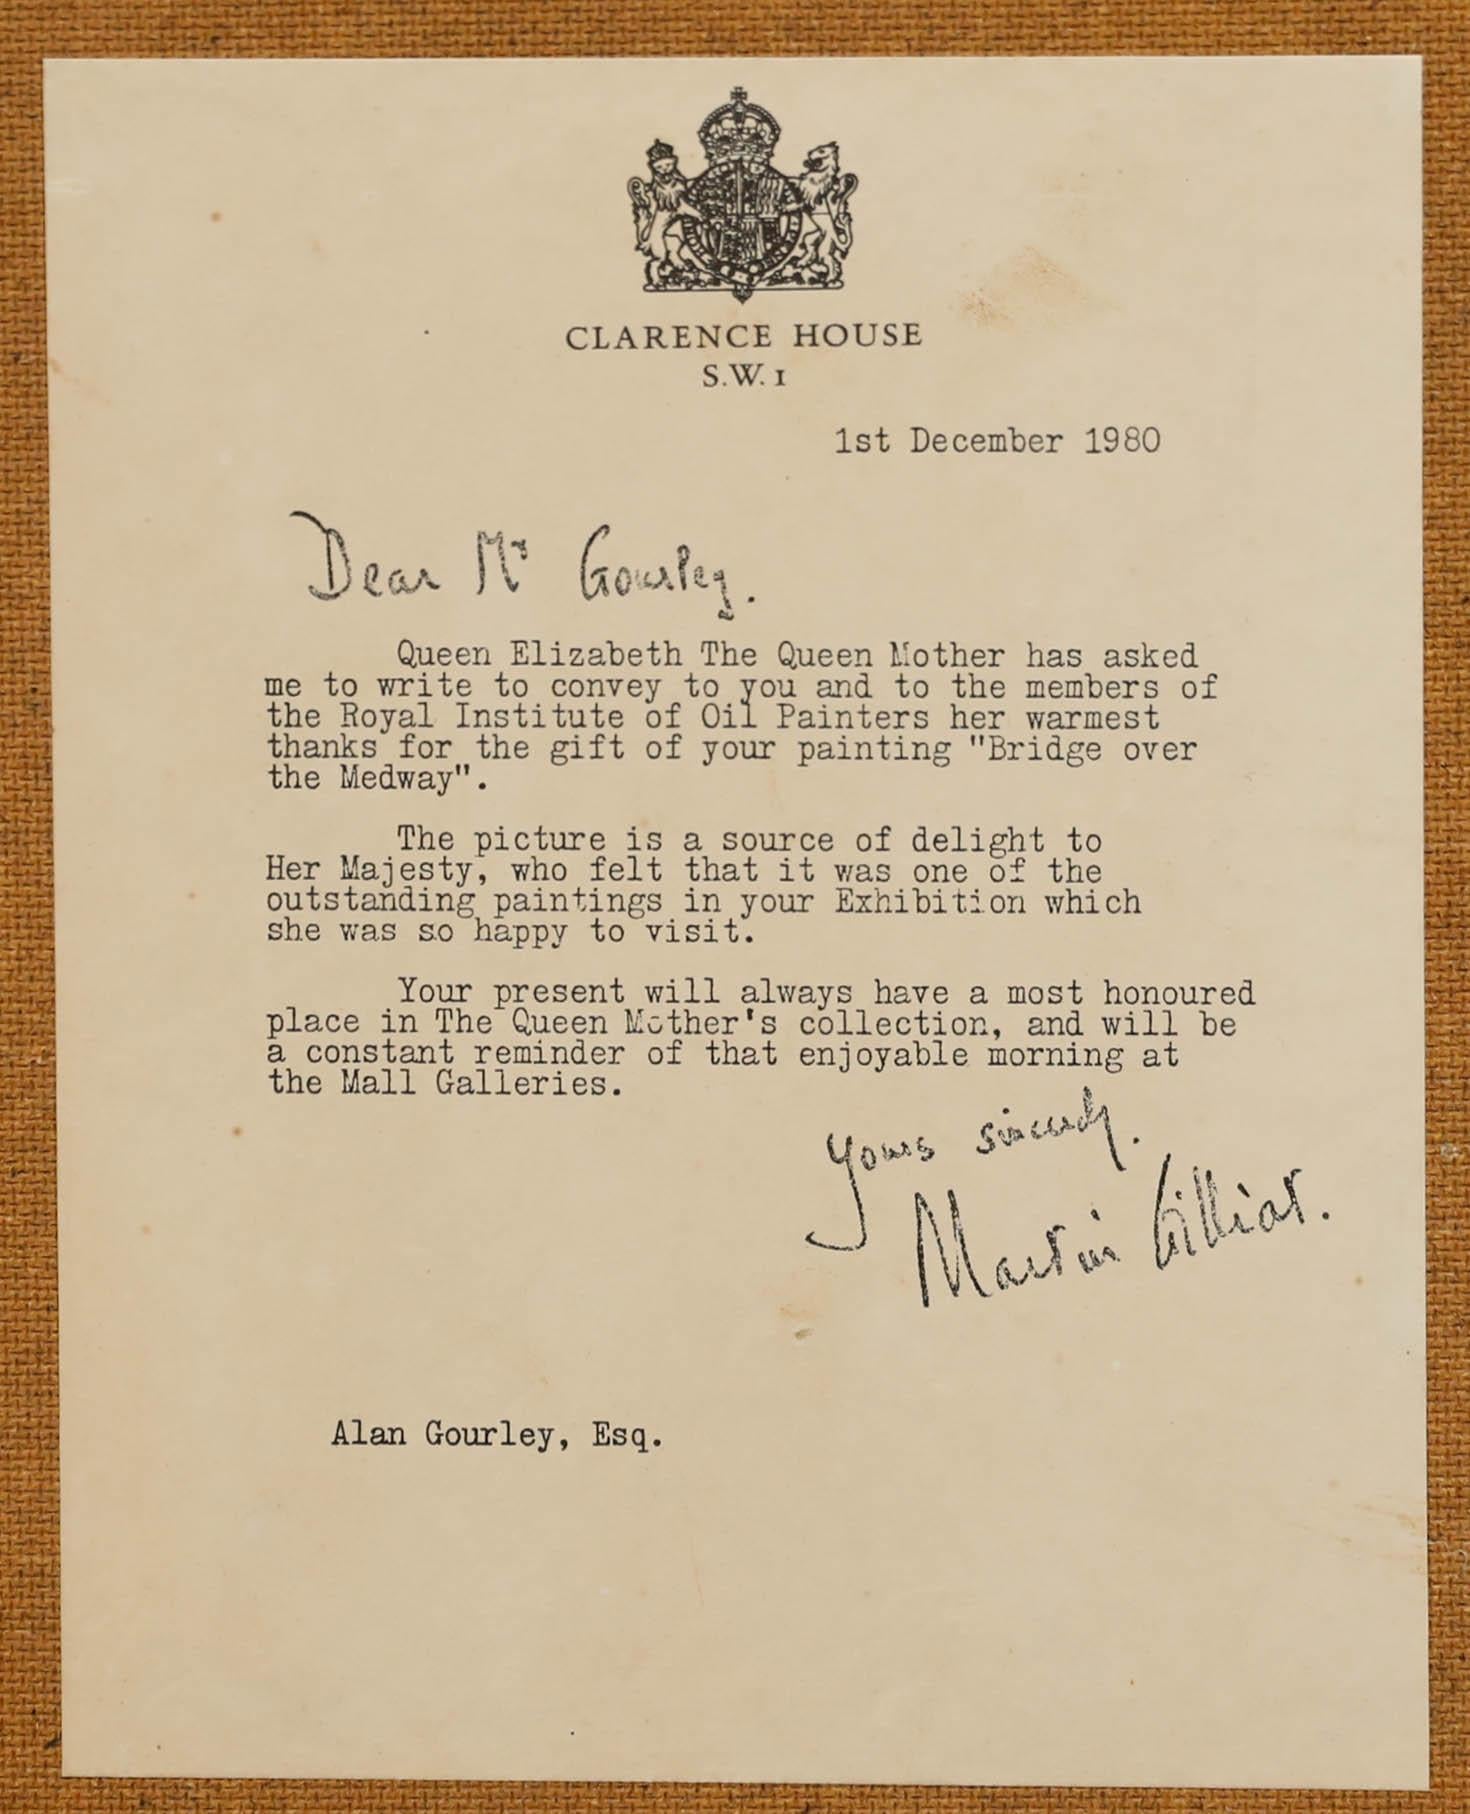 CLARENCE HOUSE
S.W.1
1st December 1980
Dear Mr Gourley.
Queen Elizabeth The Queen Mother has asked
me to write to convey to you and to the members of
the Royal Institute of Oil Painters her warmest
thanks for the gift of your painting "Bridge over
the Medway".
The picture is a source of delight to
Her Majesty, who felt that it was one of the
outstanding paintings in your Exhibition which
she was so happy to visit.
Your present will always have a most honoured
place in The Queen Mother's collection, and will be
a constant reminder of that enjoyable morning at
the Mall Galleries.
Yours sincerely.
Martin Gilliat.
Alan Gourley, Esq.